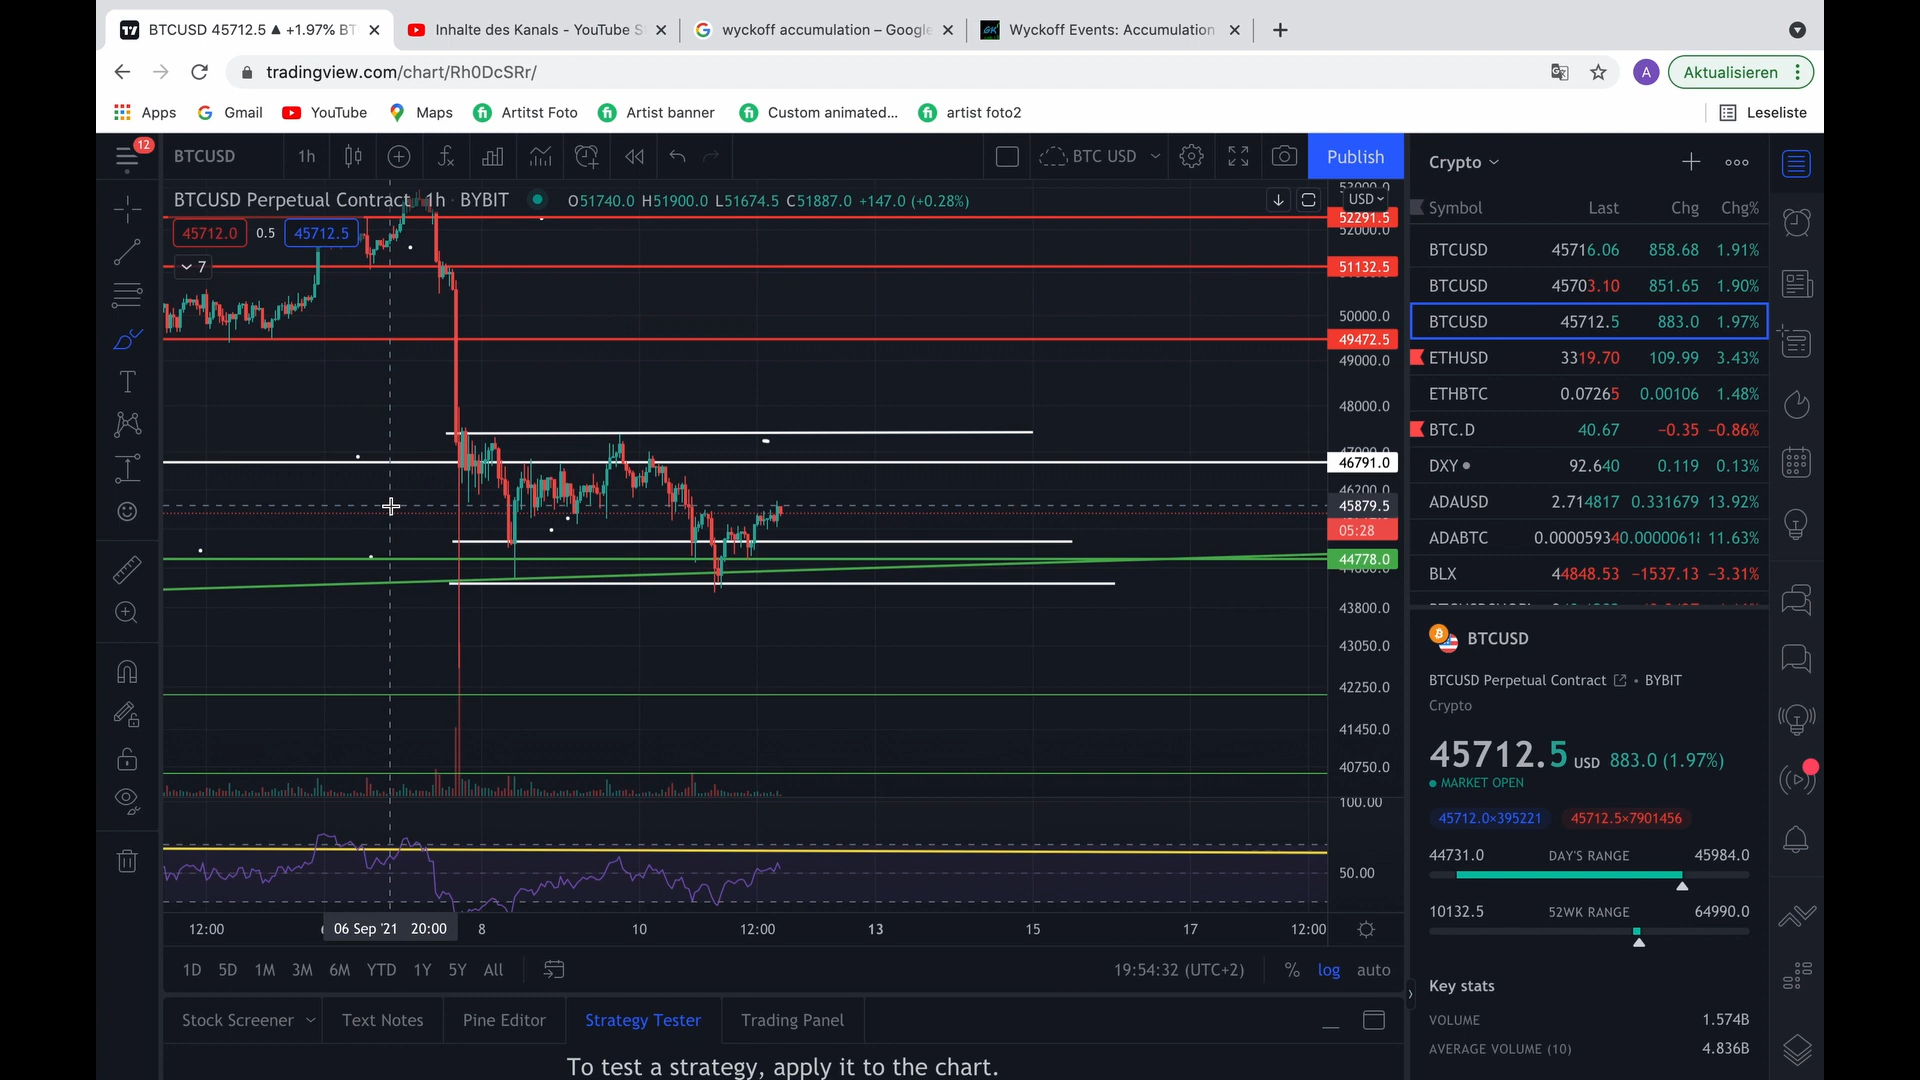 BTCUSD 45712.5 ▲ +1.97% BT
Inhalte des Kanals - YouTube S
wyckoff accumulation – Google
Wyckoff Events: Accumulation
tradingview.com/chart/Rh0DcSRr/
A
Aktualisieren
Apps
Gmail
YouTube
Maps
Artitst Foto
Artist banner
Custom animated...
artist foto2
Leseliste
12
BTCUSD
1h
BTC USD
Publish
Crypto
BTCUSD Perpetual Contract 1h BYBIT
O51740.0 H51900.0 L51674.5 C51887.0 +147.0 (+0.28%)
USD
45712.0
0.5
45712.5
7
52291.5
52000.0
51132.5
50000.0
49472.5
49000.0
48000.0
46791.0
46200.0
45879.5
05:28
44778.0
43800.0
43050.0
42250.0
41450.0
40750.0
100.00
50.00
12:00
06 Sep '21 20:00
8
10
12:00
13
15
17
12:00
1D 5D 1M 3M 6M YTD 1Y 5Y All
19:54:32 (UTC+2)
% log auto
Stock Screener
Text Notes
Pine Editor
Strategy Tester
Trading Panel
To test a strategy, apply it to the chart.
Symbol Last Chg Chg%
BTCUSD 45716.06 858.68 1.91%
BTCUSD 45703.10 851.65 1.90%
BTCUSD 45712.5 883.0 1.97%
ETHUSD 3319.70 109.99 3.43%
ETHBTC 0.07265 0.00106 1.48%
BTC.D 40.67 −0.35 −0.86%
DXY 92.640 0.119 0.13%
ADAUSD 2.714817 0.331679 13.92%
ADABTC 0.00005934 0.0000061 11.63%
BLX 44848.53 −1537.13 −3.31%
BTCUSD
BTCUSD Perpetual Contract • BYBIT
Crypto
45712.5 USD 883.0 (1.97%)
MARKET OPEN
45712.0×395221
45712.5×7901456
44731.0 DAY'S RANGE 45984.0
10132.5 52WK RANGE 64990.0
Key stats
VOLUME 1.574B
AVERAGE VOLUME (10) 4.836B